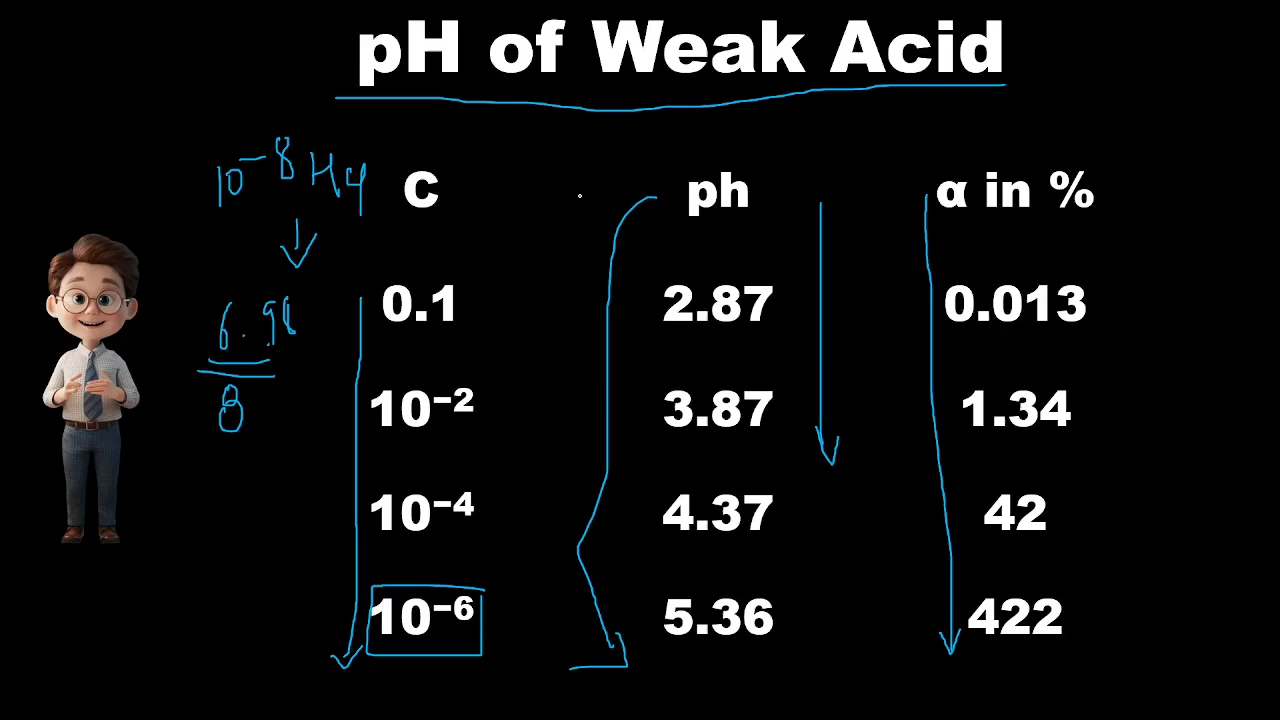 pH of Weak Acid
10⁻⁸ HCl
C ph α in %
0.1 2.87 0.013
6.98
10⁻² 3.87 1.34
8
10⁻⁴ 4.37 42
10⁻⁶ 5.36 422